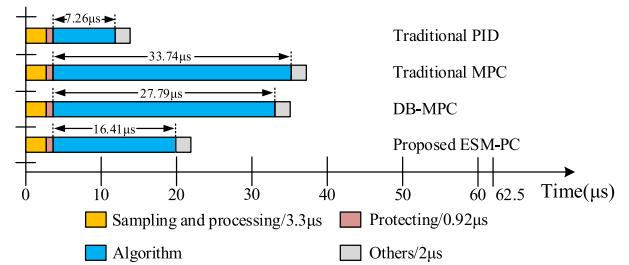 7.26μs
Traditional PID
33.74μs
Traditional MPC
27.79μs
DB-MPC
16.41μs
Proposed ESM-PC
0 10 20 30 40 50 60 62.5 Time(μs)
Sampling and processing/3.3μs Protecting/0.92μs
Algorithm Others/2μs